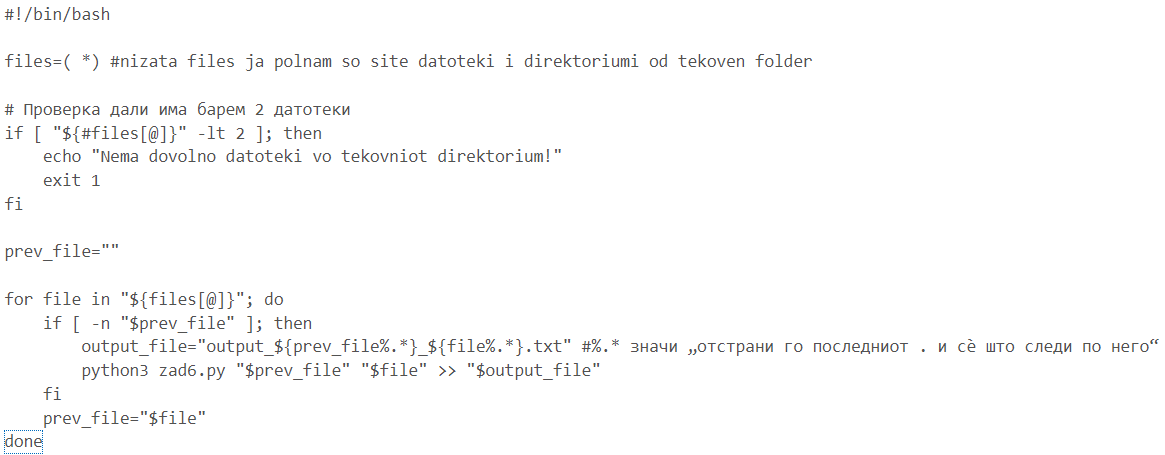 #!/bin/bash
files=( *) #nizata files ja polnam so site datoteki i direktoriumi od tekoven folder
# Проверка дали има барем 2 датотеки
if [ "${#files[@]}" -lt 2 ]; then
    echo "Nema dovolno datoteki vo tekovniot direktorium!"
    exit 1
fi
prev_file=""
for file in "${files[@]}"; do
    if [ -n "$prev_file" ]; then
        output_file="output_${prev_file%.*}_${file%.*}.txt" #%.* значи „отстрани го последниот . и сè што следи по него“
        python3 zad6.py "$prev_file" "$file" >> "$output_file"
    fi
    prev_file="$file"
done